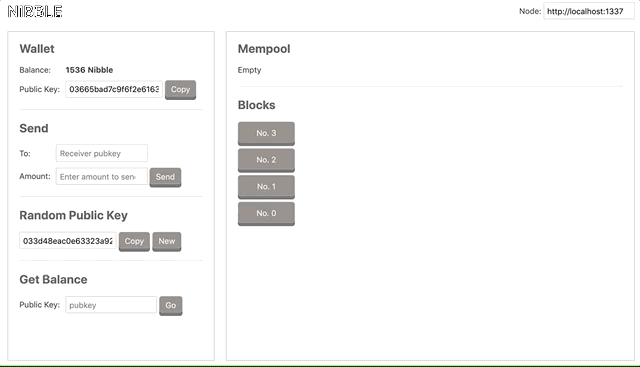 NIBBLE
Node: http://localhost:1337
Wallet
Balance: 1536 Nibble
Public Key: 03665bad7c9f6f2e6163 Copy
Send
To: Receiver pubkey
Amount: Enter amount to send Send
Random Public Key
033d48eac0e63323a92 Copy New
Get Balance
Public Key: pubkey Go
Mempool
Empty
Blocks
No. 3
No. 2
No. 1
No. 0